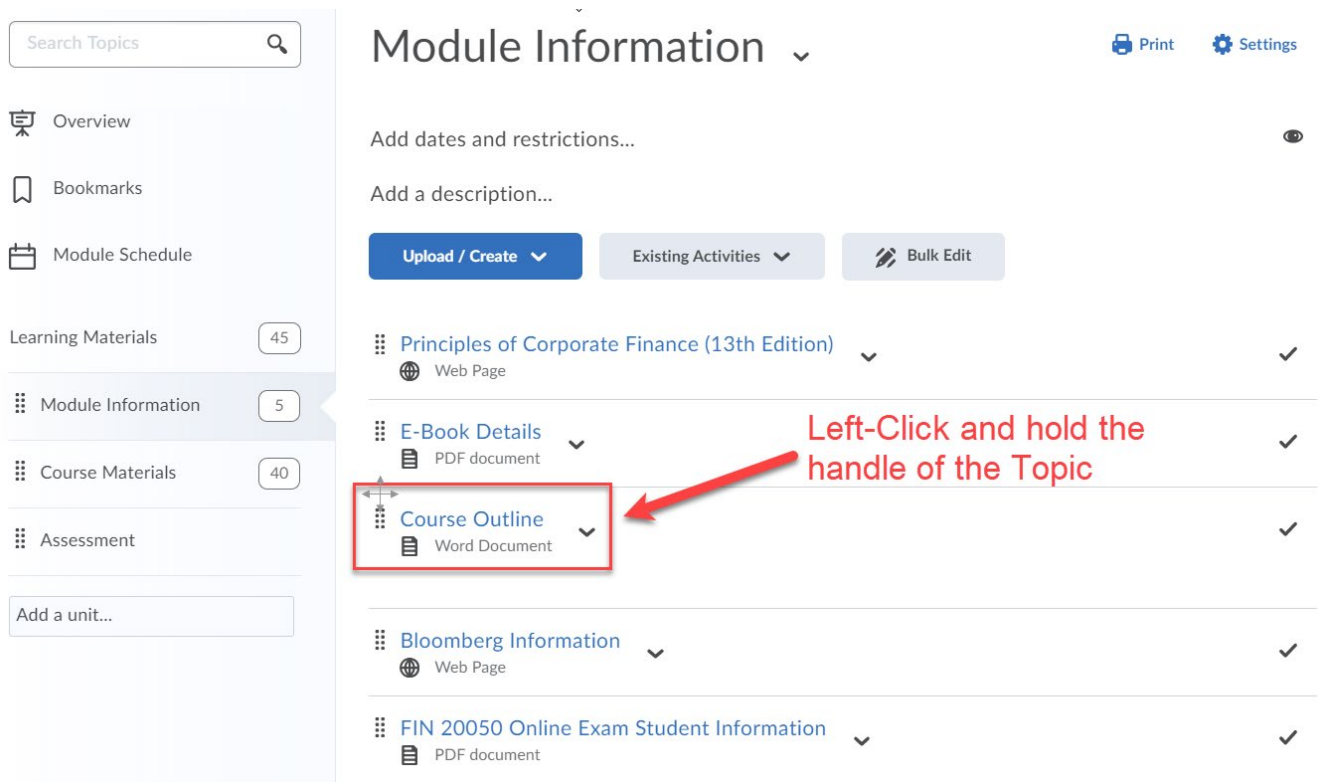 Search Topics
Overview
Bookmarks
Module Schedule
Learning Materials 45
Module Information 5
Course Materials 40
Assessment
Add a unit...
Module Information
Print
Settings
Add dates and restrictions...
Add a description...
Upload / Create
Existing Activities
Bulk Edit
Principles of Corporate Finance (13th Edition)
Web Page
E-Book Details
PDF document
Left-Click and hold the
handle of the Topic
Course Outline
Word Document
Bloomberg Information
Web Page
FIN 20050 Online Exam Student Information
PDF document